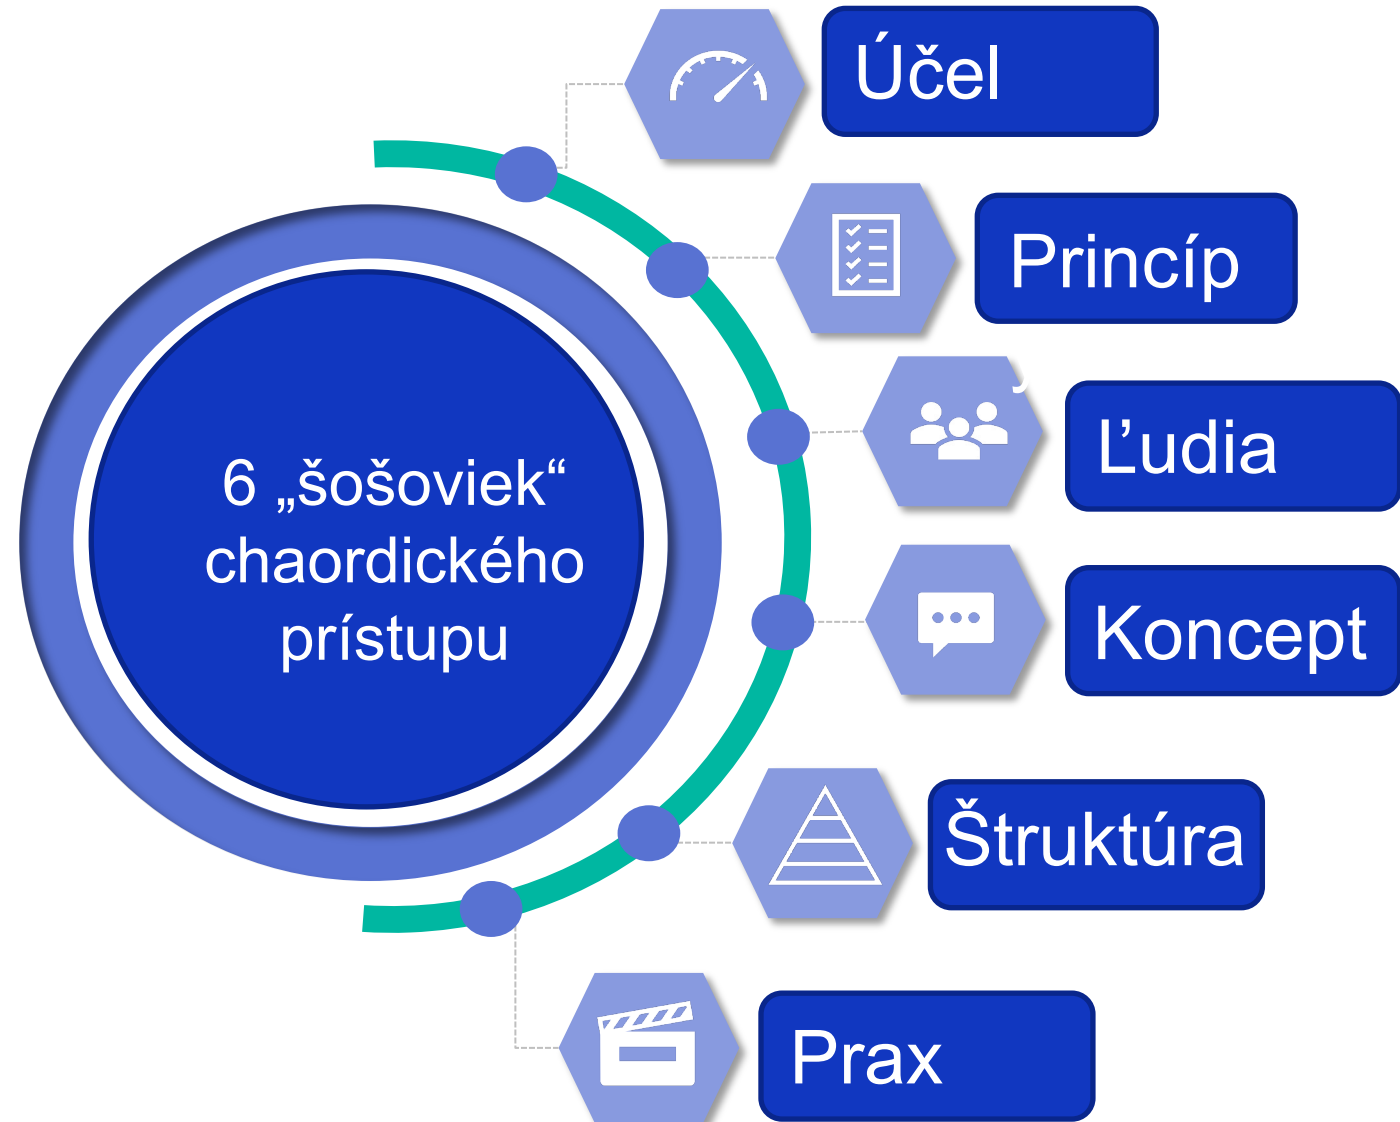 Účel
Princíp
Ľudia
6 „šošoviek“
chaordického
prístupu
Koncept
Štruktúra
Prax